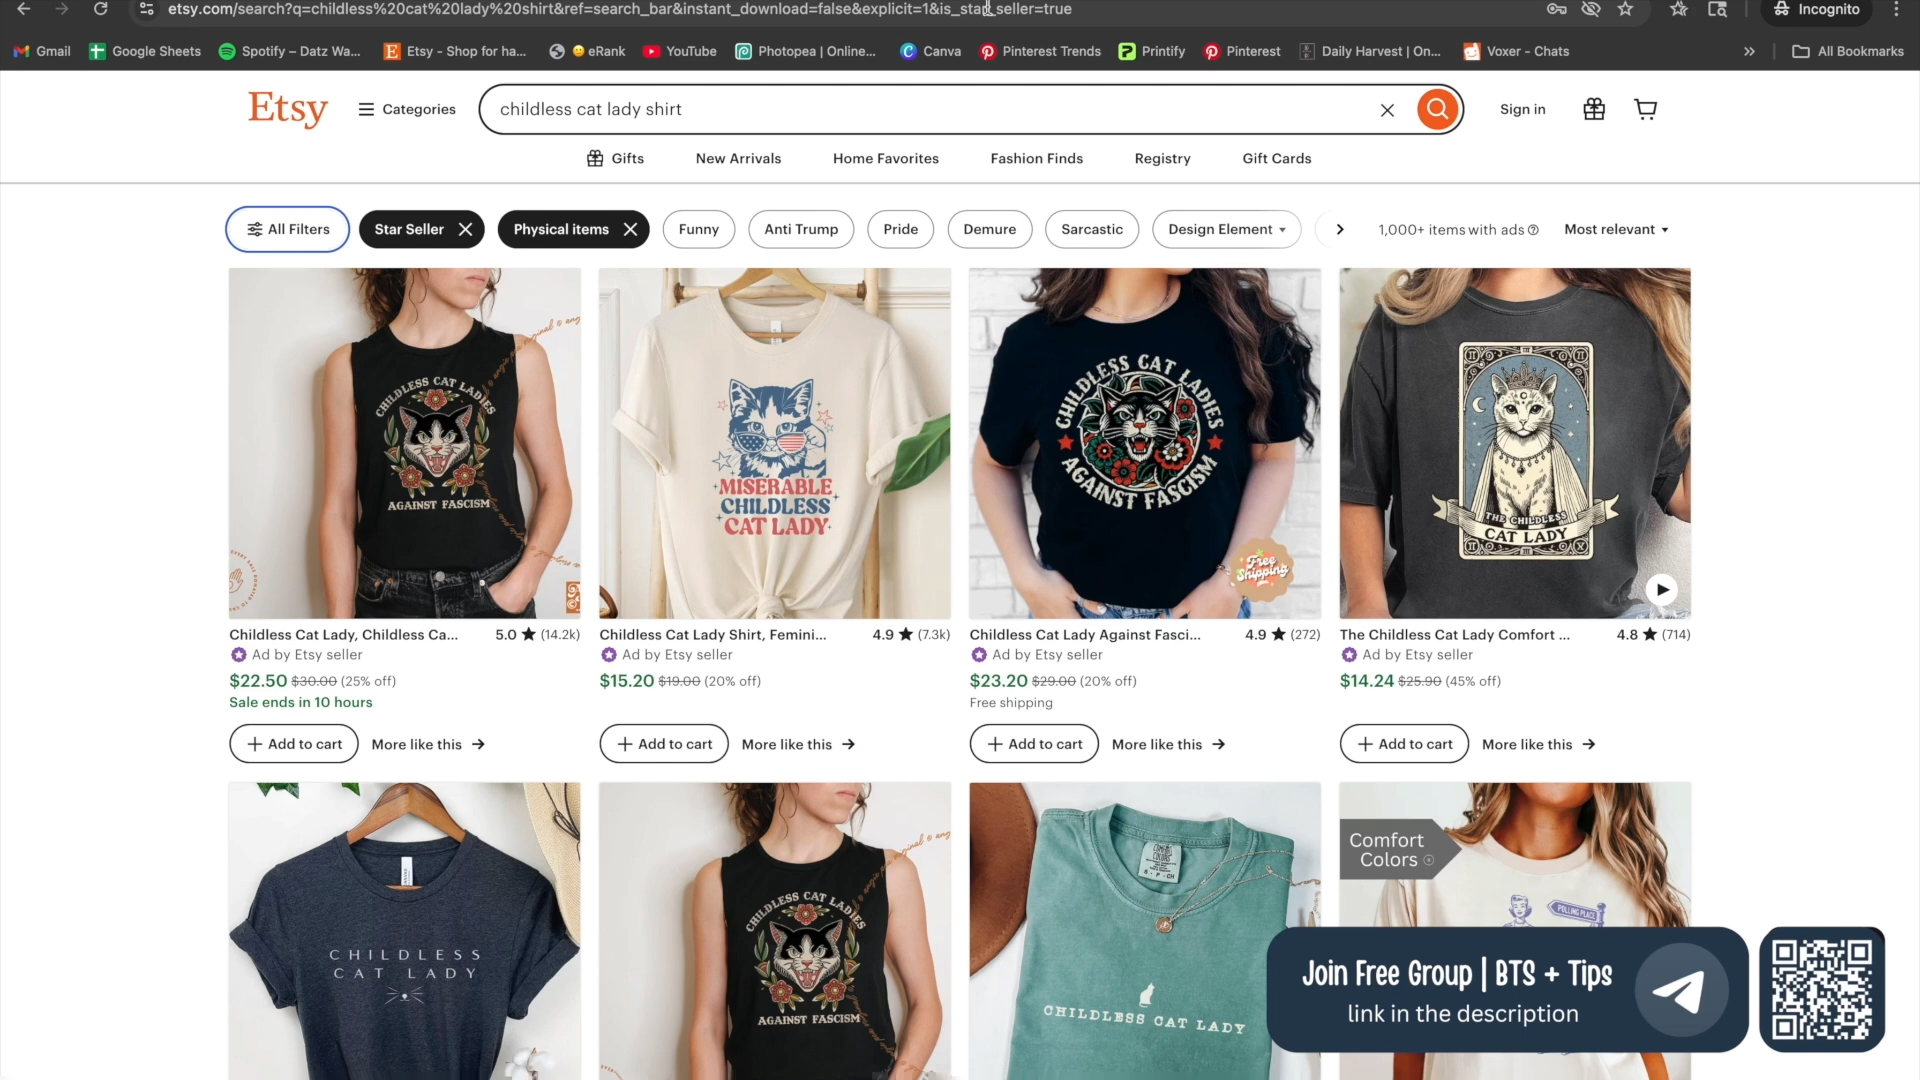 etsy.com/search?q=childless%20cat%20lady%20shirt&ref=search_bar&instant_download=false&explicit=1&is_star_seller=true
Incognito
Gmail
Google Sheets
Spotify – Datz Wa...
Etsy - Shop for ha...
eRank
YouTube
Photopea | Online...
Canva
Pinterest Trends
Printify
Pinterest
Daily Harvest | On...
Voxer - Chats
All Bookmarks
Etsy
Categories
childless cat lady shirt
Sign in
Gifts
New Arrivals
Home Favorites
Fashion Finds
Registry
Gift Cards
All Filters
Star Seller
Physical items
Funny
Anti Trump
Pride
Demure
Sarcastic
Design Element
1,000+ items with ads
Most relevant
CHILDLESS CAT LADIES
AGAINST FASCISM
MISERABLE
CHILDLESS
CAT LADY
CHILDLESS CAT LADIES
AGAINST FASCISM
Free
Shipping
THE CHILDLESS
CAT LADY
Childless Cat Lady, Childless Ca...
5.0 ★ (14.2k)
Ad by Etsy seller
$22.50 $30.00 (25% off)
Sale ends in 10 hours
+ Add to cart
More like this →
Childless Cat Lady Shirt, Femini...
4.9 ★ (7.3k)
Ad by Etsy seller
$15.20 $19.00 (20% off)
+ Add to cart
More like this →
Childless Cat Lady Against Fasci...
4.9 ★ (272)
Ad by Etsy seller
$23.20 $29.00 (20% off)
Free shipping
+ Add to cart
More like this →
The Childless Cat Lady Comfort ...
4.8 ★ (714)
Ad by Etsy seller
$14.24 $25.90 (45% off)
+ Add to cart
More like this →
CHILDLESS
CAT LADY
CHILDLESS CAT LADIES
AGAINST FASCISM
CHILDLESS CAT LADY
Comfort
Colors
POLLING PLACE
Join Free Group | BTS + Tips
link in the description